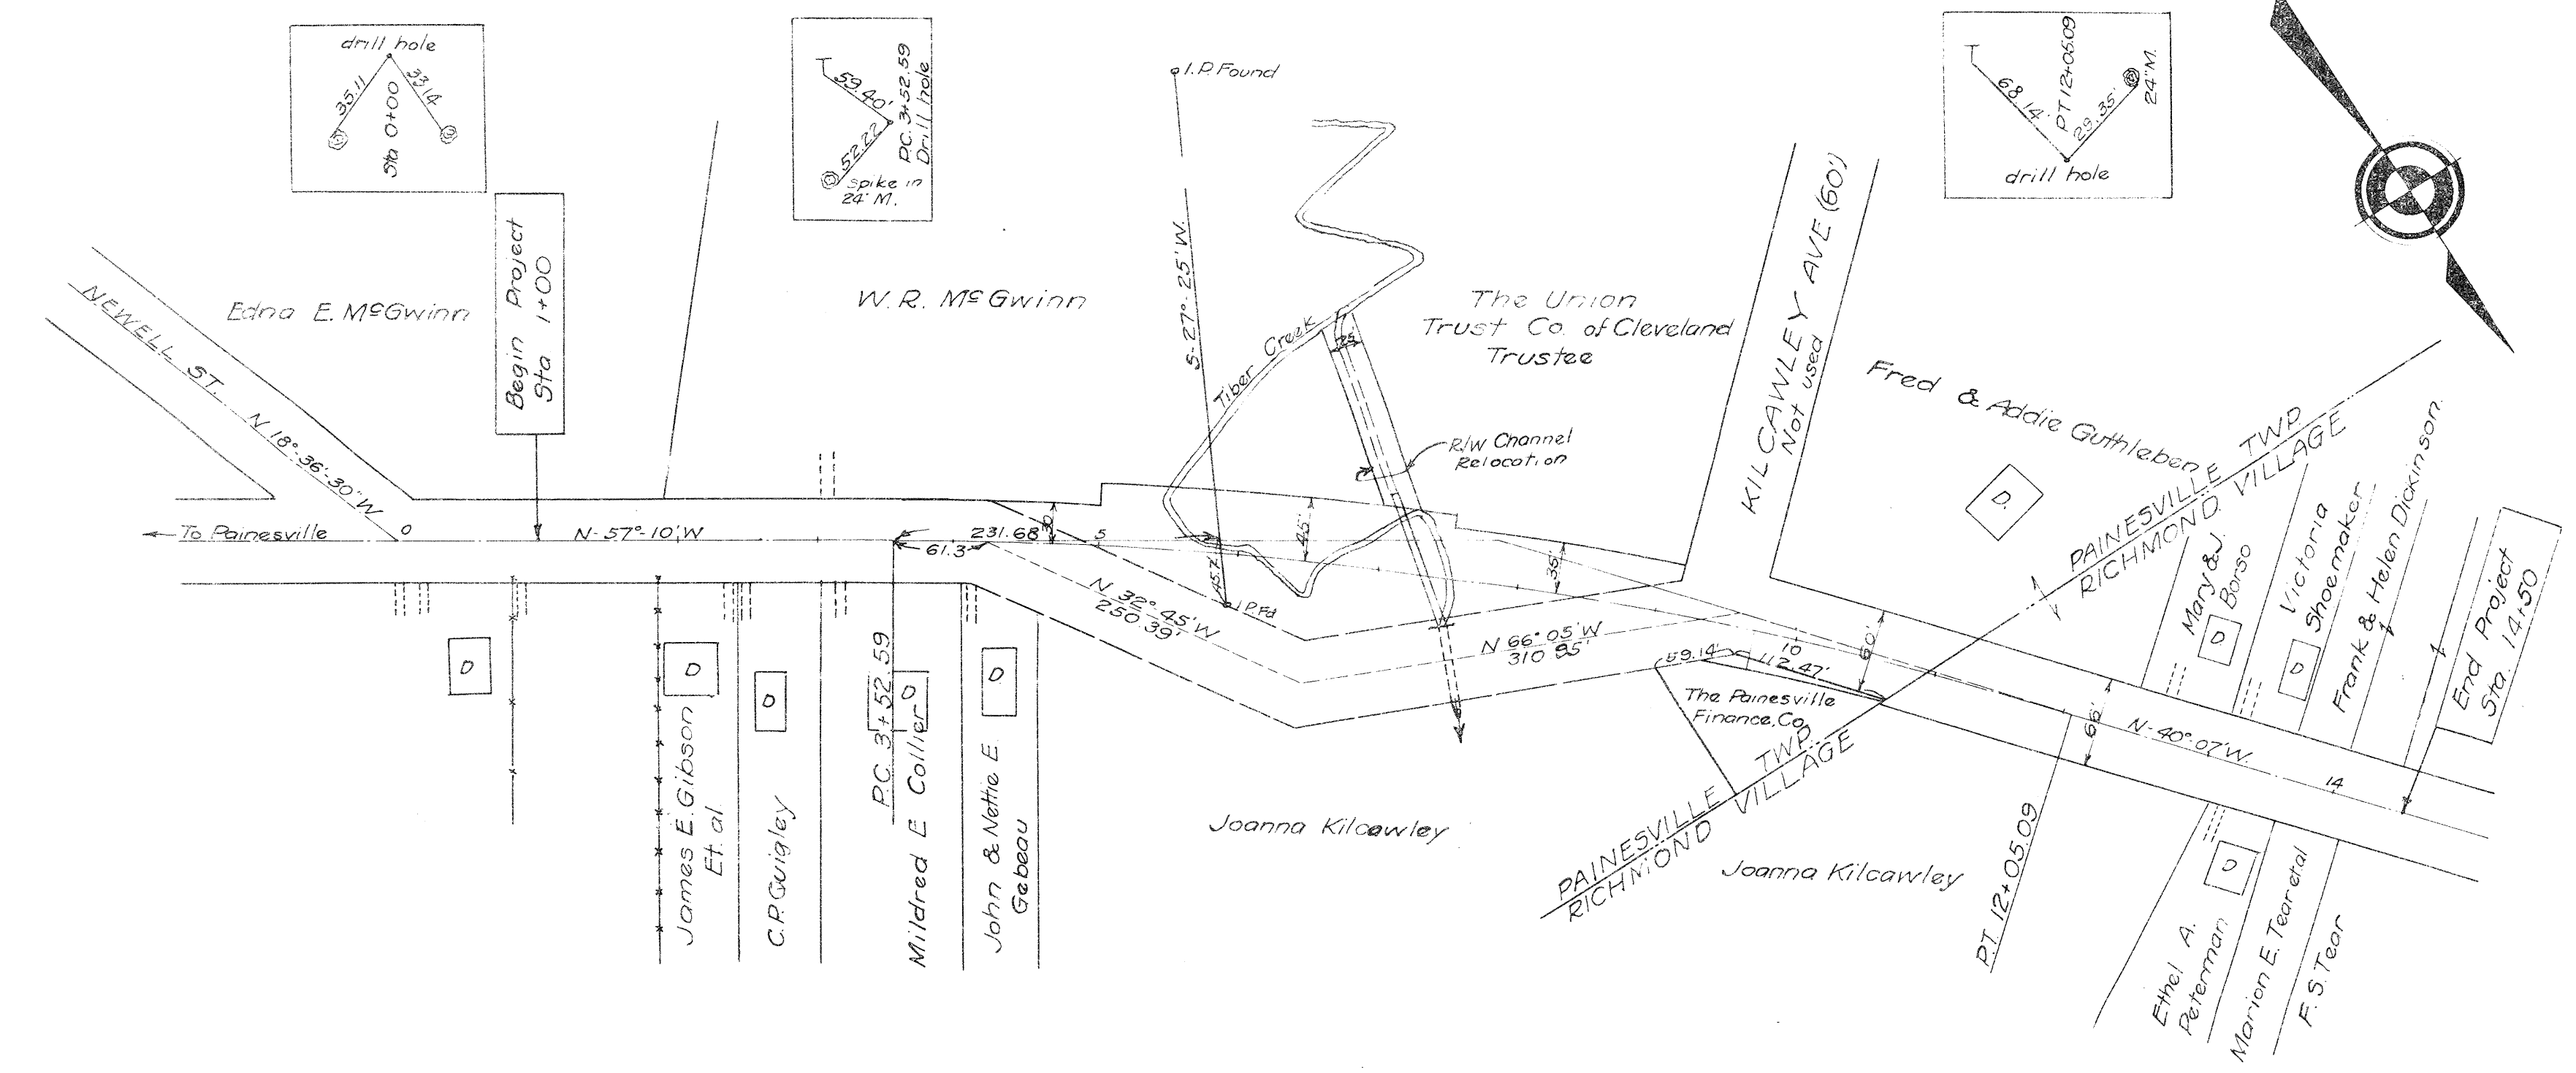 drill hole
35.11
33.14
Sta 0+00
59.40'
52.22
P.C. 3+52.59
Drill hole
spike in
24" M.
I.P. Found
PT 12+05.09
68.14'
29.35'
24" M.
drill hole
Begin Project
Sta 1+00
NEWELL ST. N 18°-36'-30" W
Edna E. McGwinn
W. R. McGwinn
S-27°-25' W.
Tiber Creek
25'
The Union
Trust Co. of Cleveland
Trustee
KILCAWLEY AVE (60')
Not used
Fred & Addie Guthleben
R/W Channel
Relocation
PAINESVILLE TWP.
RICHMOND VILLAGE
D
To Painesville
0
N-57°-10' W
231.68
61.3
30
5
45'
35'
45.7
I.P. Fd
N 32°-45' W
250.39'
N 66°-05' W
310.95'
59.14'
10
112.47'
60'
The Painesville
Finance, Co.
66'
N-40°-07' W.
14
Mary & J.
Borso
D
Victoria
Shoemaker
D
Frank & Helen Dickinson.
End Project
Sta. 14+50
D
D
D
D
D
James E. Gibson
Et. al.
C.P. Quigley
P.C. 3+52.59
Mildred E Collier
John & Nettie E
Gebeau
Joanna Kilcawley
PAINESVILLE TWP.
RICHMOND VILLAGE
Joanna Kilcawley
P.T. 12+05.09
D
Ethel A.
Peterman
Marion E. Tear etal
F. S. Tear